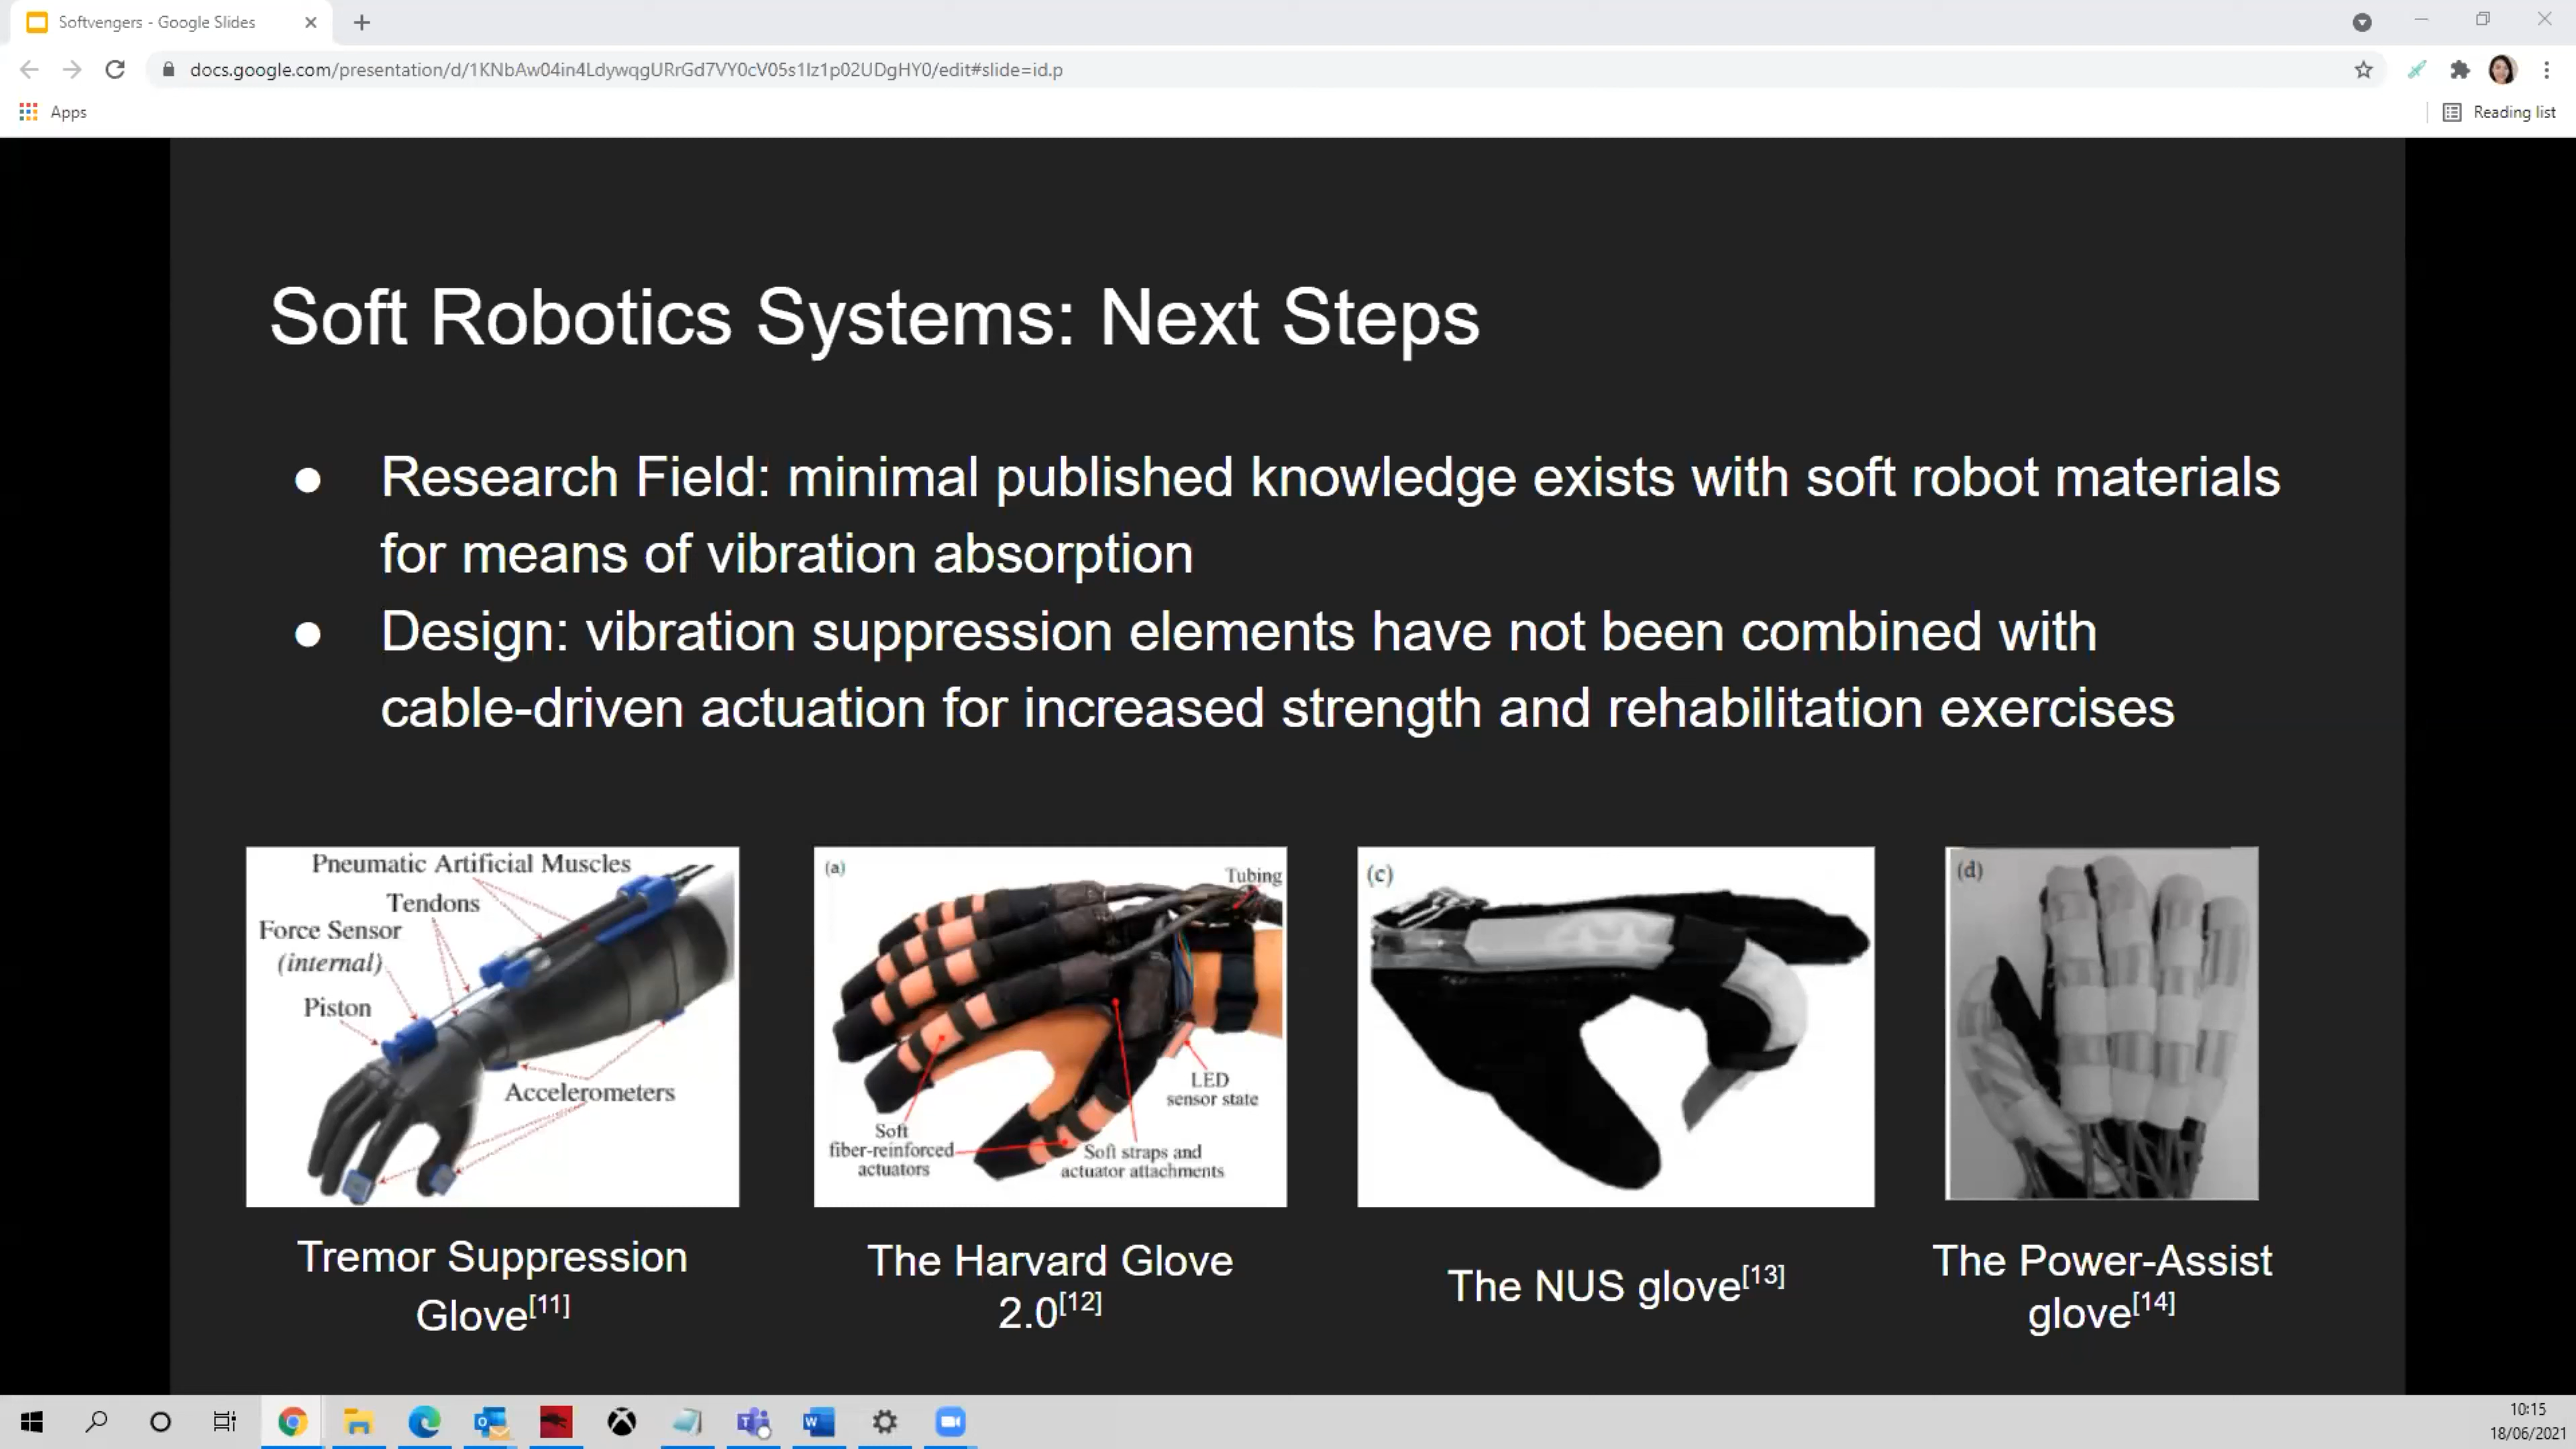 Softvengers - Google Slides
docs.google.com/presentation/d/1KNbAw04in4LdywqgURrGd7VY0cV05s1Iz1p02UDgHY0/edit#slide=id.p
Apps
Reading list
Soft Robotics Systems: Next Steps
● Research Field: minimal published knowledge exists with soft robot materials
for means of vibration absorption
● Design: vibration suppression elements have not been combined with
cable-driven actuation for increased strength and rehabilitation exercises
Pneumatic Artificial Muscles
Tendons
Force Sensor
(internal)
Piston
Accelerometers
Tremor Suppression
Glove[11]
(a)
Tubing
LED
sensor state
Soft
fiber-reinforced
actuators
Soft straps and
actuator attachments
The Harvard Glove
2.0[12]
(c)
The NUS glove[13]
(d)
The Power-Assist
glove[14]
10:15
18/06/2021